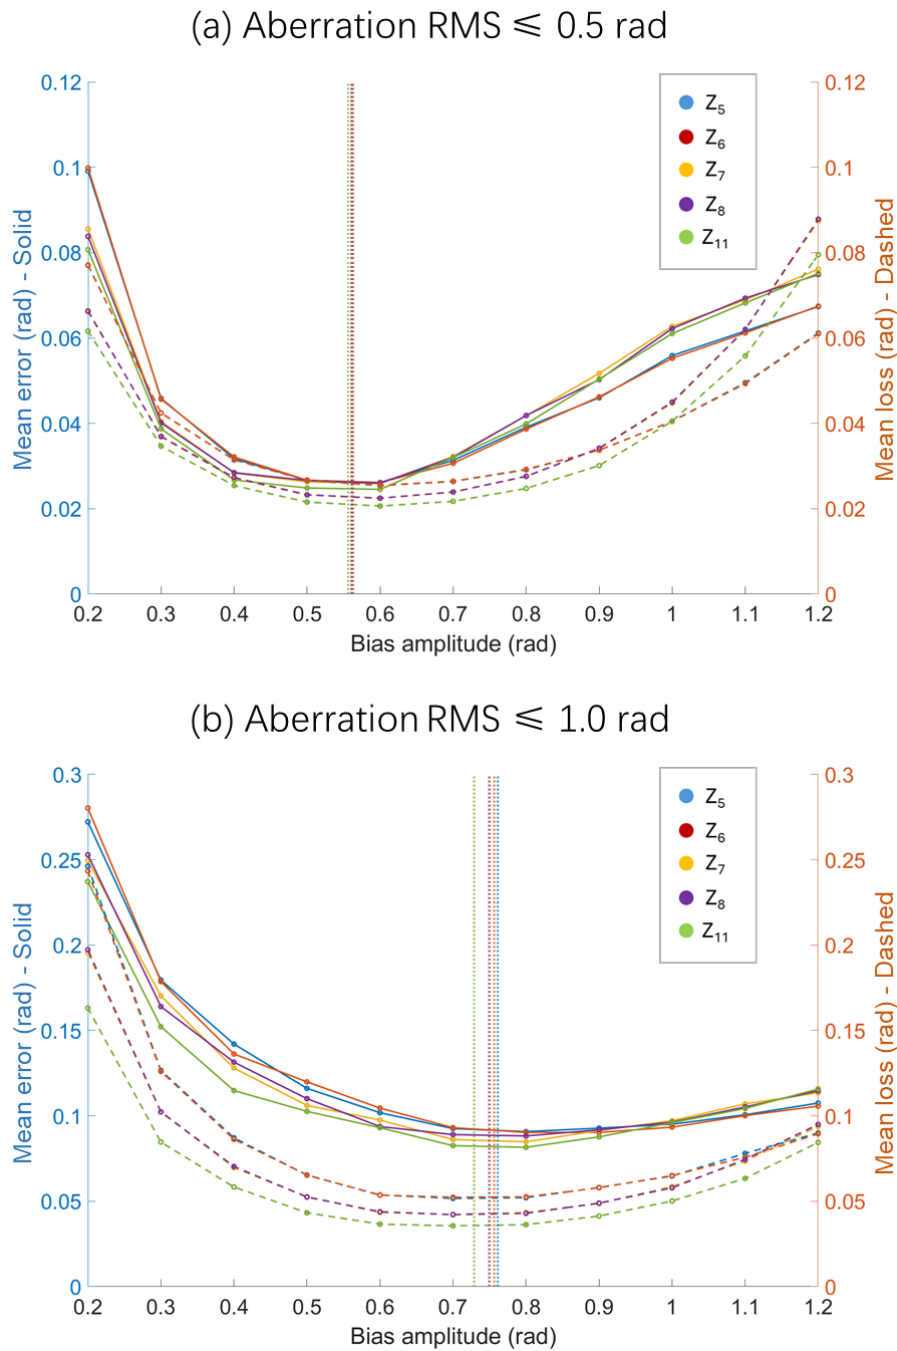 (a) Aberration RMS ⩽ 0.5 rad
0.12
0.1
0.08
0.06
0.04
0.02
0
Mean error (rad) - Solid
0.12
0.1
0.08
0.06
0.04
0.02
0
Mean loss (rad) - Dashed
Z5
Z6
Z7
Z8
Z11
0.2 0.3 0.4 0.5 0.6 0.7 0.8 0.9 1 1.1 1.2
Bias amplitude (rad)
(b) Aberration RMS ⩽ 1.0 rad
0.3
0.25
0.2
0.15
0.1
0.05
0
Mean error (rad) - Solid
0.3
0.25
0.2
0.15
0.1
0.05
0
Mean loss (rad) - Dashed
Z5
Z6
Z7
Z8
Z11
0.2 0.3 0.4 0.5 0.6 0.7 0.8 0.9 1 1.1 1.2
Bias amplitude (rad)